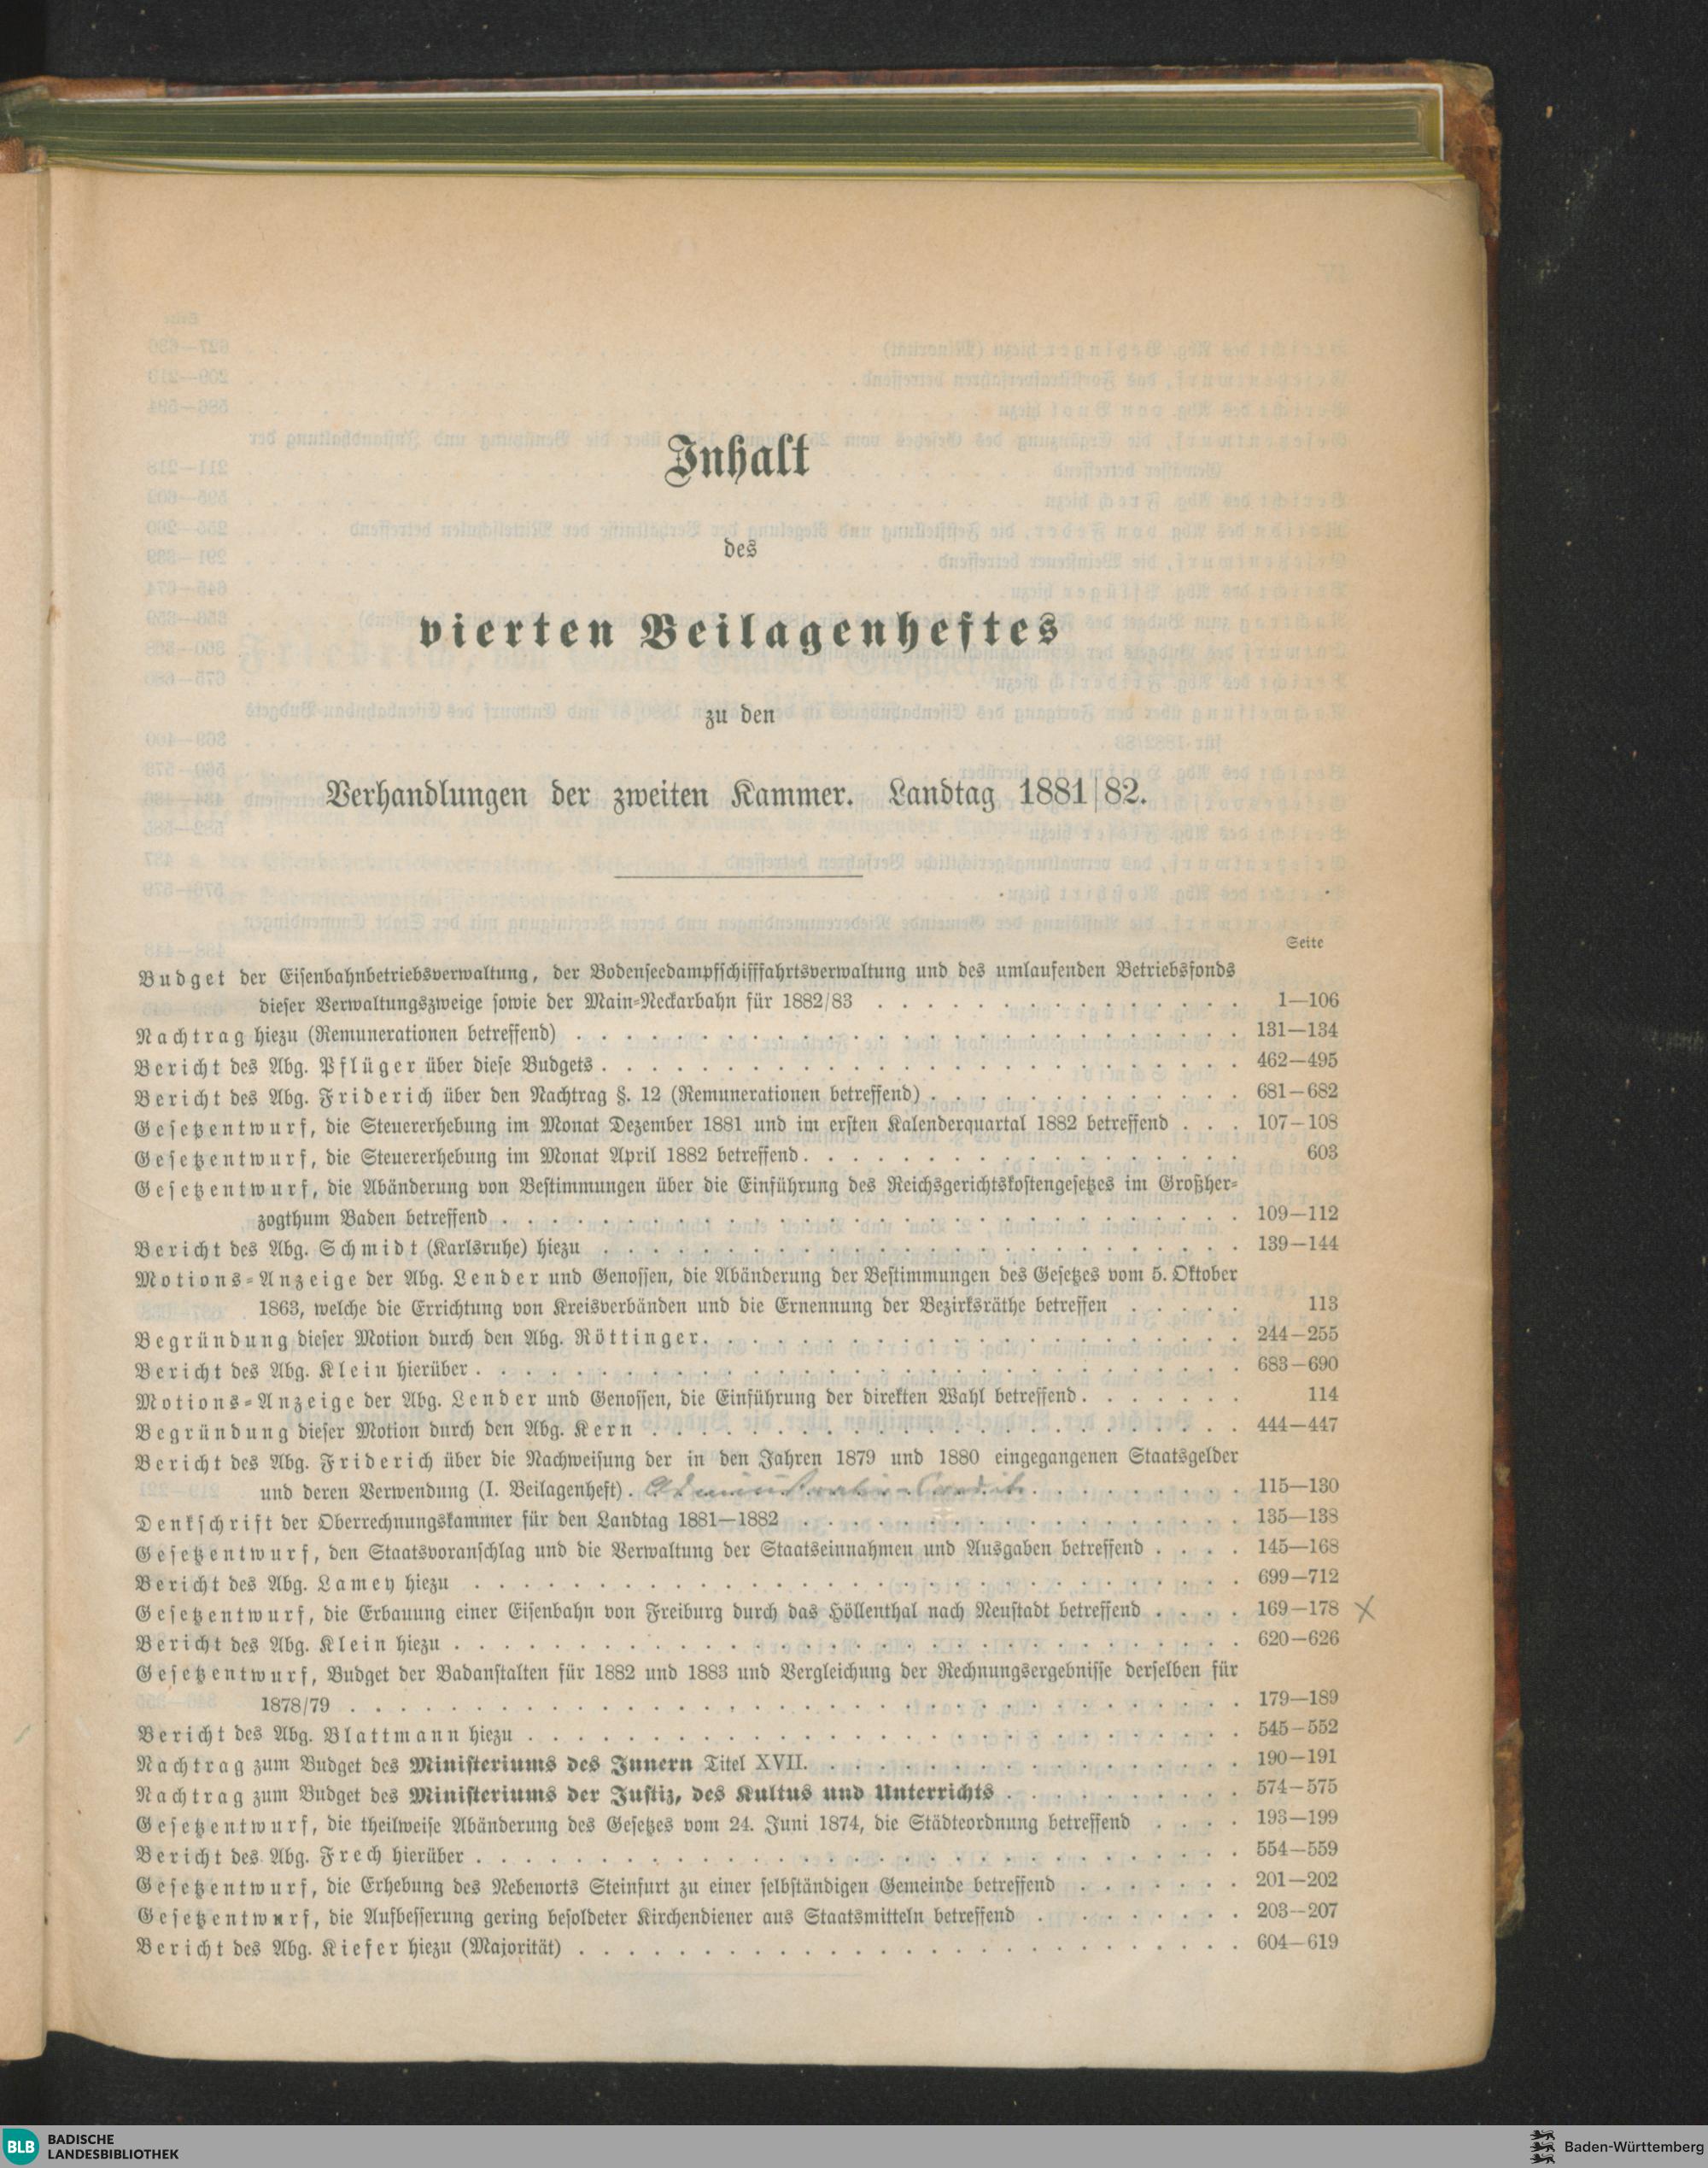 Inhalt
des
vierten Beilagenheftes
zu den
Verhandlungen der zweiten Kammer. Landtag 1881/82.
Seite
Budget der Eisenbahnbetriebsverwaltung, der Bodenseedampfschifffahrtsverwaltung und des umlaufenden Betriebsfonds
dieser Verwaltungszweige sowie der Main-Neckarbahn für 1882/83 . . . 1—106
Nachtrag hiezu (Remunerationen betreffend) . . . 131—134
Bericht des Abg. Pflüger über diese Budgets . . . 462—495
Bericht des Abg. Friderich über den Nachtrag §. 12 (Remunerationen betreffend) . . . 681—682
Gesetzentwurf, die Steuererhebung im Monat Dezember 1881 und im ersten Kalenderquartal 1882 betreffend . . . 107—108
Gesetzentwurf, die Steuererhebung im Monat April 1882 betreffend . . . 603
Gesetzentwurf, die Abänderung von Bestimmungen über die Einführung des Reichsgerichtskostengesetzes im Großher-
zogthum Baden betreffend . . . 109—112
Bericht des Abg. Schmidt (Karlsruhe) hiezu . . . 139—144
Motions-Anzeige der Abg. Lender und Genossen, die Abänderung der Bestimmungen des Gesetzes vom 5. Oktober
1863, welche die Errichtung von Kreisverbänden und die Ernennung der Bezirksräthe betreffen . . . 113
Begründung dieser Motion durch den Abg. Röttinger . . . 244—255
Bericht des Abg. Klein hierüber . . . 683—690
Motions-Anzeige der Abg. Lender und Genossen, die Einführung der direkten Wahl betreffend . . . 114
Begründung dieser Motion durch den Abg. Kern . . . 444—447
Bericht des Abg. Friderich über die Nachweisung der in den Jahren 1879 und 1880 eingegangenen Staatsgelder
und deren Verwendung (I. Beilagenheft) . . . 115—130
Denkschrift der Oberrechnungskammer für den Landtag 1881—1882 . . . 135—138
Gesetzentwurf, den Staatsvoranschlag und die Verwaltung der Staatseinnahmen und Ausgaben betreffend . . . 145—168
Bericht des Abg. Lamey hiezu . . . 699—712
Gesetzentwurf, die Erbauung einer Eisenbahn von Freiburg durch das Höllenthal nach Neustadt betreffend . . . 169—178 X
Bericht des Abg. Klein hiezu . . . 620—626
Gesetzentwurf, Budget der Badanstalten für 1882 und 1883 und Vergleichung der Rechnungsergebnisse derselben für
1878/79 . . . 179—189
Bericht des Abg. Blattmann hiezu . . . 545—552
Nachtrag zum Budget des Ministeriums des Innern Titel XVII. . . . 190—191
Nachtrag zum Budget des Ministeriums der Justiz, des Kultus und Unterrichts . . . 574—575
Gesetzentwurf, die theilweise Abänderung des Gesetzes vom 24. Juni 1874, die Städteordnung betreffend . . . 193—199
Bericht des Abg. Frech hierüber . . . 554—559
Gesetzentwurf, die Erhebung des Nebenorts Steinfurt zu einer selbständigen Gemeinde betreffend . . . 201—202
Gesetzentwurf, die Aufbesserung gering besoldeter Kirchendiener aus Staatsmitteln betreffend . . . 203—207
Bericht des Abg. Kiefer hiezu (Majorität) . . . 604—619
BLB BADISCHE
LANDESBIBLIOTHEK
Baden-Württemberg